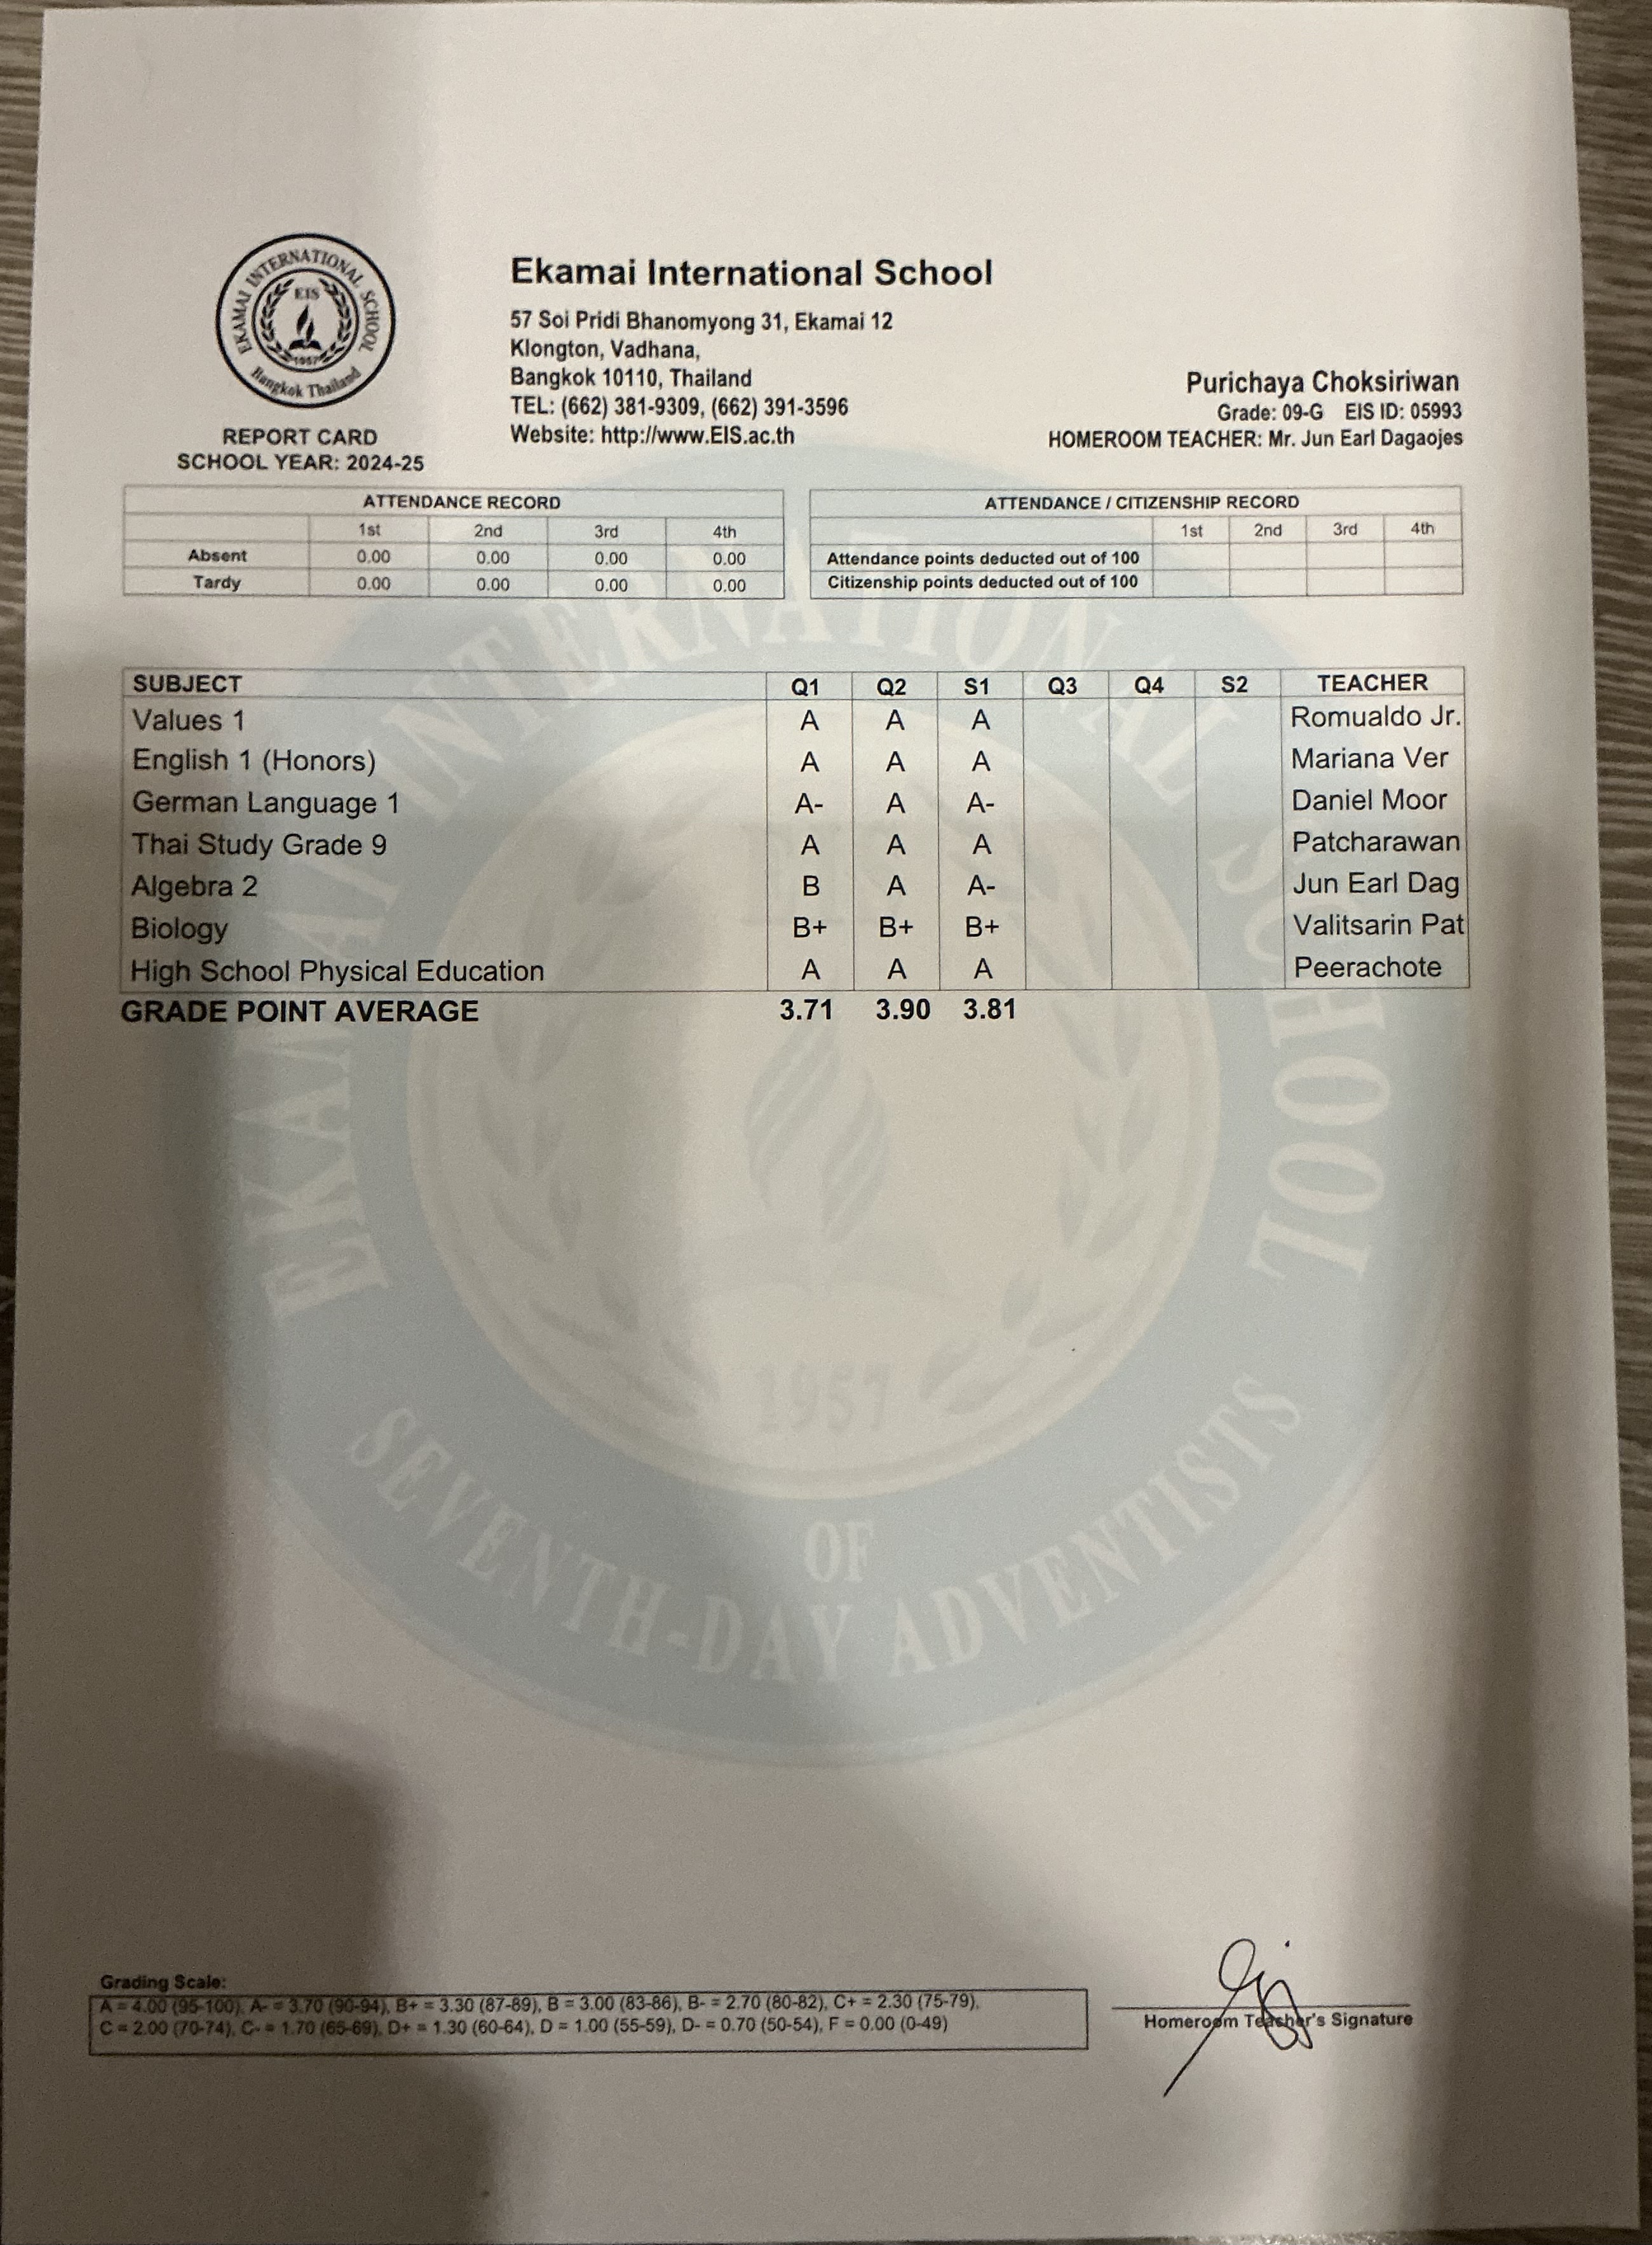 EKAMAI INTERNATIONAL SCHOOL
EIS
1957
Bangkok Thailand
REPORT CARD
SCHOOL YEAR: 2024-25
Ekamai International School
57 Soi Pridi Bhanomyong 31, Ekamai 12
Klongton, Vadhana,
Bangkok 10110, Thailand
TEL: (662) 381-9309, (662) 391-3596
Website: http://www.EIS.ac.th
Purichaya Choksiriwan
Grade: 09-G EIS ID: 05993
HOMEROOM TEACHER: Mr. Jun Earl Dagaojes
ATTENDANCE RECORD
1st 2nd 3rd 4th
Absent 0.00 0.00 0.00 0.00
Tardy 0.00 0.00 0.00 0.00
ATTENDANCE / CITIZENSHIP RECORD
1st 2nd 3rd 4th
Attendance points deducted out of 100
Citizenship points deducted out of 100
SUBJECT Q1 Q2 S1 Q3 Q4 S2 TEACHER
Values 1 A A A Romualdo Jr.
English 1 (Honors) A A A Mariana Ver
German Language 1 A- A A- Daniel Moor
Thai Study Grade 9 A A A Patcharawan
Algebra 2 B A A- Jun Earl Dag
Biology B+ B+ B+ Valitsarin Pat
High School Physical Education A A A Peerachote
GRADE POINT AVERAGE 3.71 3.90 3.81
EKAMAI INTERNATIONAL SCHOOL
1957
OF
SEVENTH-DAY ADVENTISTS
Grading Scale:
A = 4.00 (95-100), A- = 3.70 (90-94), B+ = 3.30 (87-89), B = 3.00 (83-86), B- = 2.70 (80-82), C+ = 2.30 (75-79),
C = 2.00 (70-74), C- = 1.70 (65-69), D+ = 1.30 (60-64), D = 1.00 (55-59), D- = 0.70 (50-54), F = 0.00 (0-49)
Homeroom Teacher's Signature